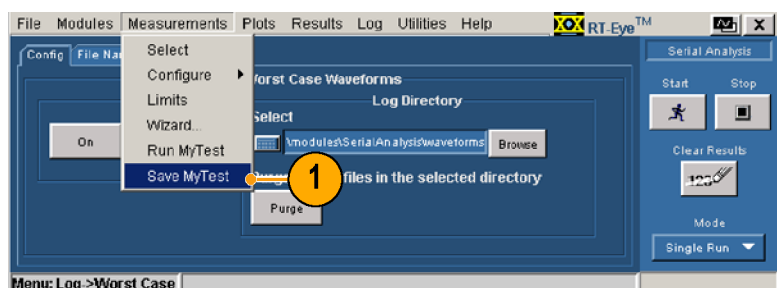 File Modules Measurements Plots Results Log Utilities Help RT-Eye™ X
Config File Na
Select
Configure
Limits
Wizard...
Run MyTest
Save MyTest
1
On
orst Case Waveforms
Log Directory
Select
\modules\SerialAnalysis\waveforms Browse
files in the selected directory
Purge
Serial Analysis
Start Stop
Clear Results
123
Mode
Single Run
Menu: Log->Worst Case